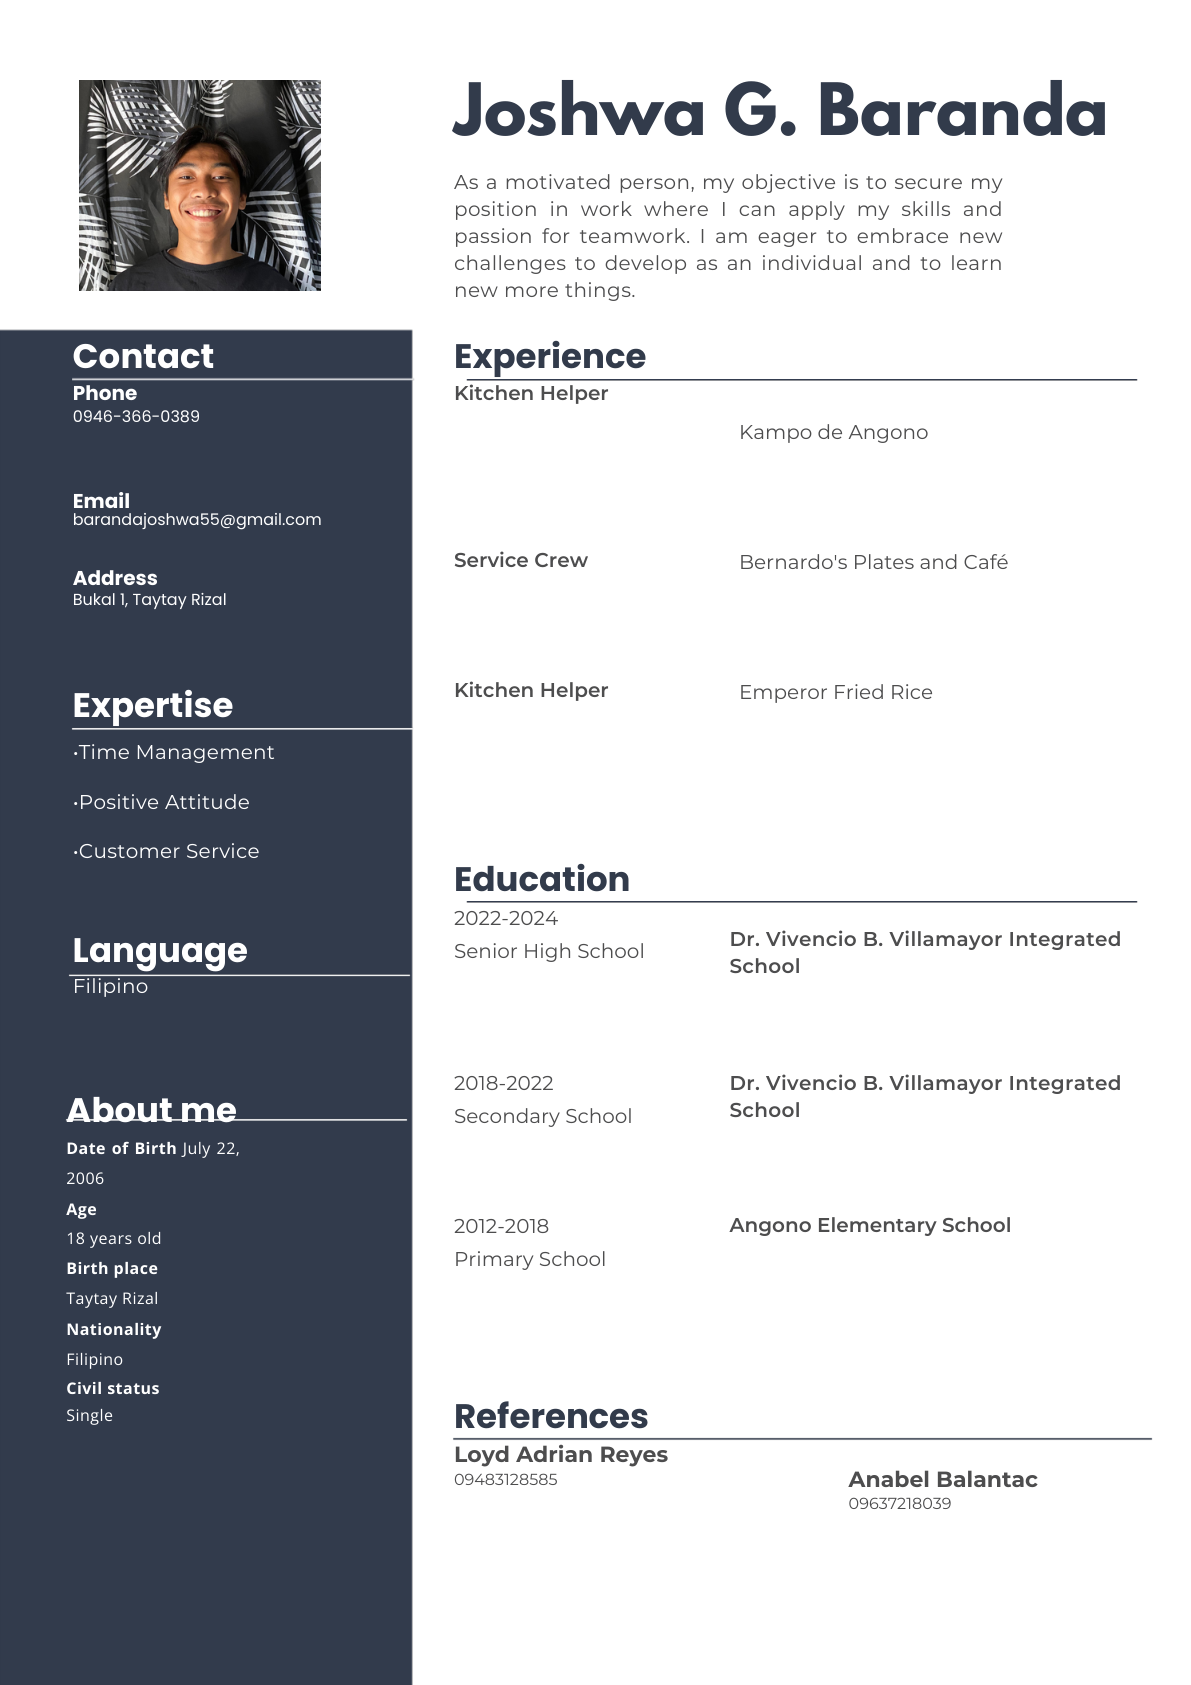 Joshwa G. Baranda
As a motivated person, my objective is to secure my
position in work where I can apply my skills and
passion for teamwork. I am eager to embrace new
challenges to develop as an individual and to learn
new more things.
Contact
Phone
0946-366-0389
Email
barandajoshwa55@gmail.com
Address
Bukal 1, Taytay Rizal
Expertise
•Time Management
•Positive Attitude
•Customer Service
Language
Filipino
About me
Date of Birth July 22,
2006
Age
18 years old
Birth place
Taytay Rizal
Nationality
Filipino
Civil status
Single
Experience
Kitchen Helper
Kampo de Angono
Service Crew
Bernardo's Plates and Café
Kitchen Helper
Emperor Fried Rice
Education
2022-2024
Senior High School
Dr. Vivencio B. Villamayor Integrated
School
2018-2022
Secondary School
Dr. Vivencio B. Villamayor Integrated
School
2012-2018
Primary School
Angono Elementary School
References
Loyd Adrian Reyes
09483128585
Anabel Balantac
09637218039